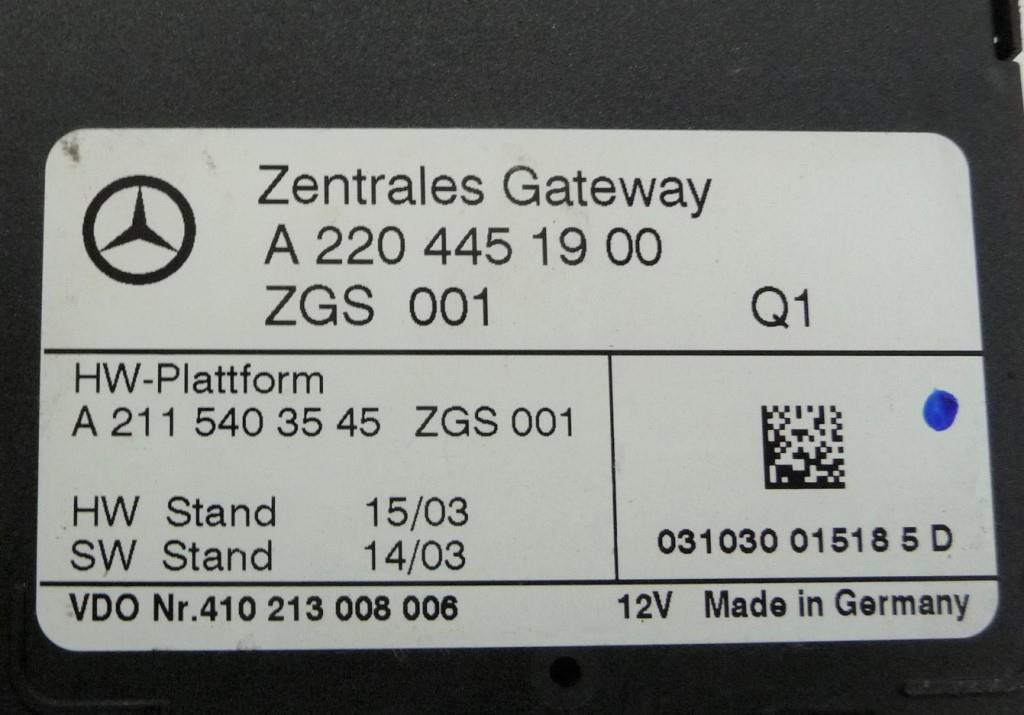 Zentrales Gateway
A 220 445 19 00
ZGS 001 Q1
HW-Plattform
A 211 540 35 45 ZGS 001
HW Stand 15/03
SW Stand 14/03
031030 01518 5 D
VDO Nr.410 213 008 006 12V Made in Germany